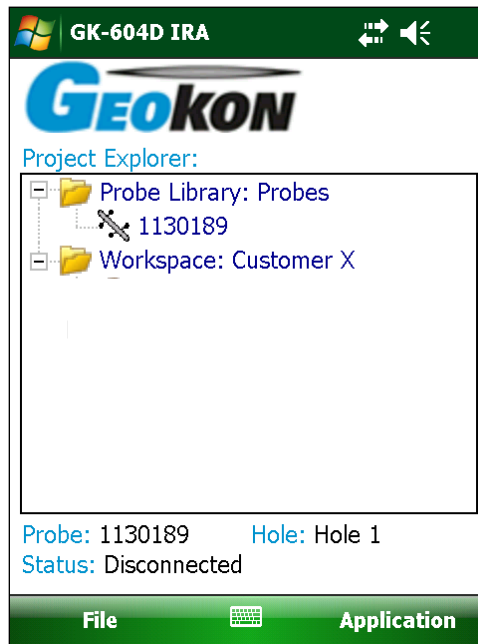 GK-604D IRA
GEOKON
Project Explorer:
Probe Library: Probes
1130189
Workspace: Customer X
Probe: 1130189 Hole: Hole 1
Status: Disconnected
File Application